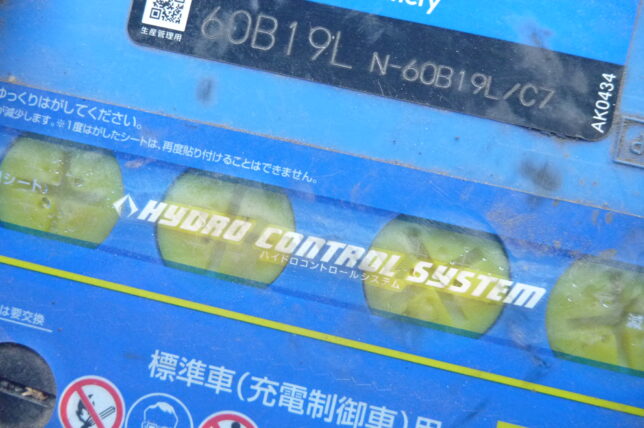 生産管理用
60B19L N-60B19L/C7
AK0434
ゆっくりはがしてください。
が減少します。※1度はがしたシートは、再度貼り付けることはできません。
シート」
HYDRO CONTROL SYSTEM
ハイドロコントロールシステム
は要交換
標準車(充電制御車)用